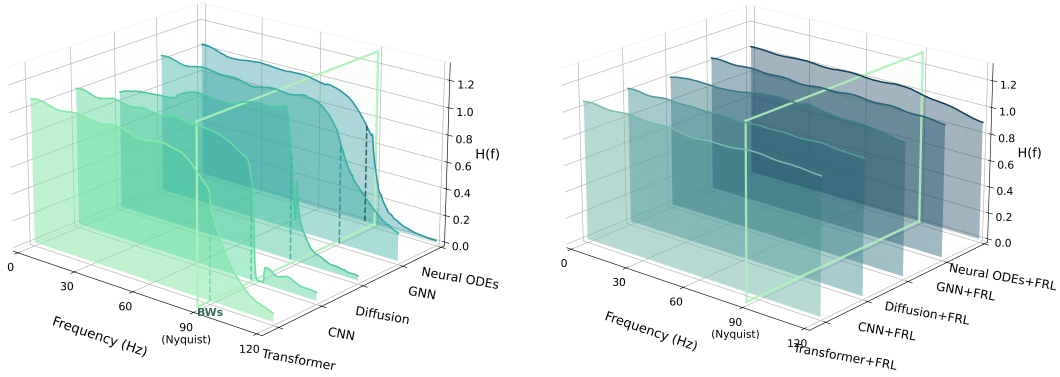 1.2
1.0
0.8
0.6
0.4
0.2
0.0
H(f)
0
30
60
90
(Nyquist)
120
Frequency (Hz)
BWs
Neural ODEs
GNN
Diffusion
CNN
Transformer
1.2
1.0
0.8
0.6
0.4
0.2
0.0
H(f)
0
30
60
90
(Nyquist)
120
Frequency (Hz)
Neural ODEs+FRL
GNN+FRL
Diffusion+FRL
CNN+FRL
Transformer+FRL